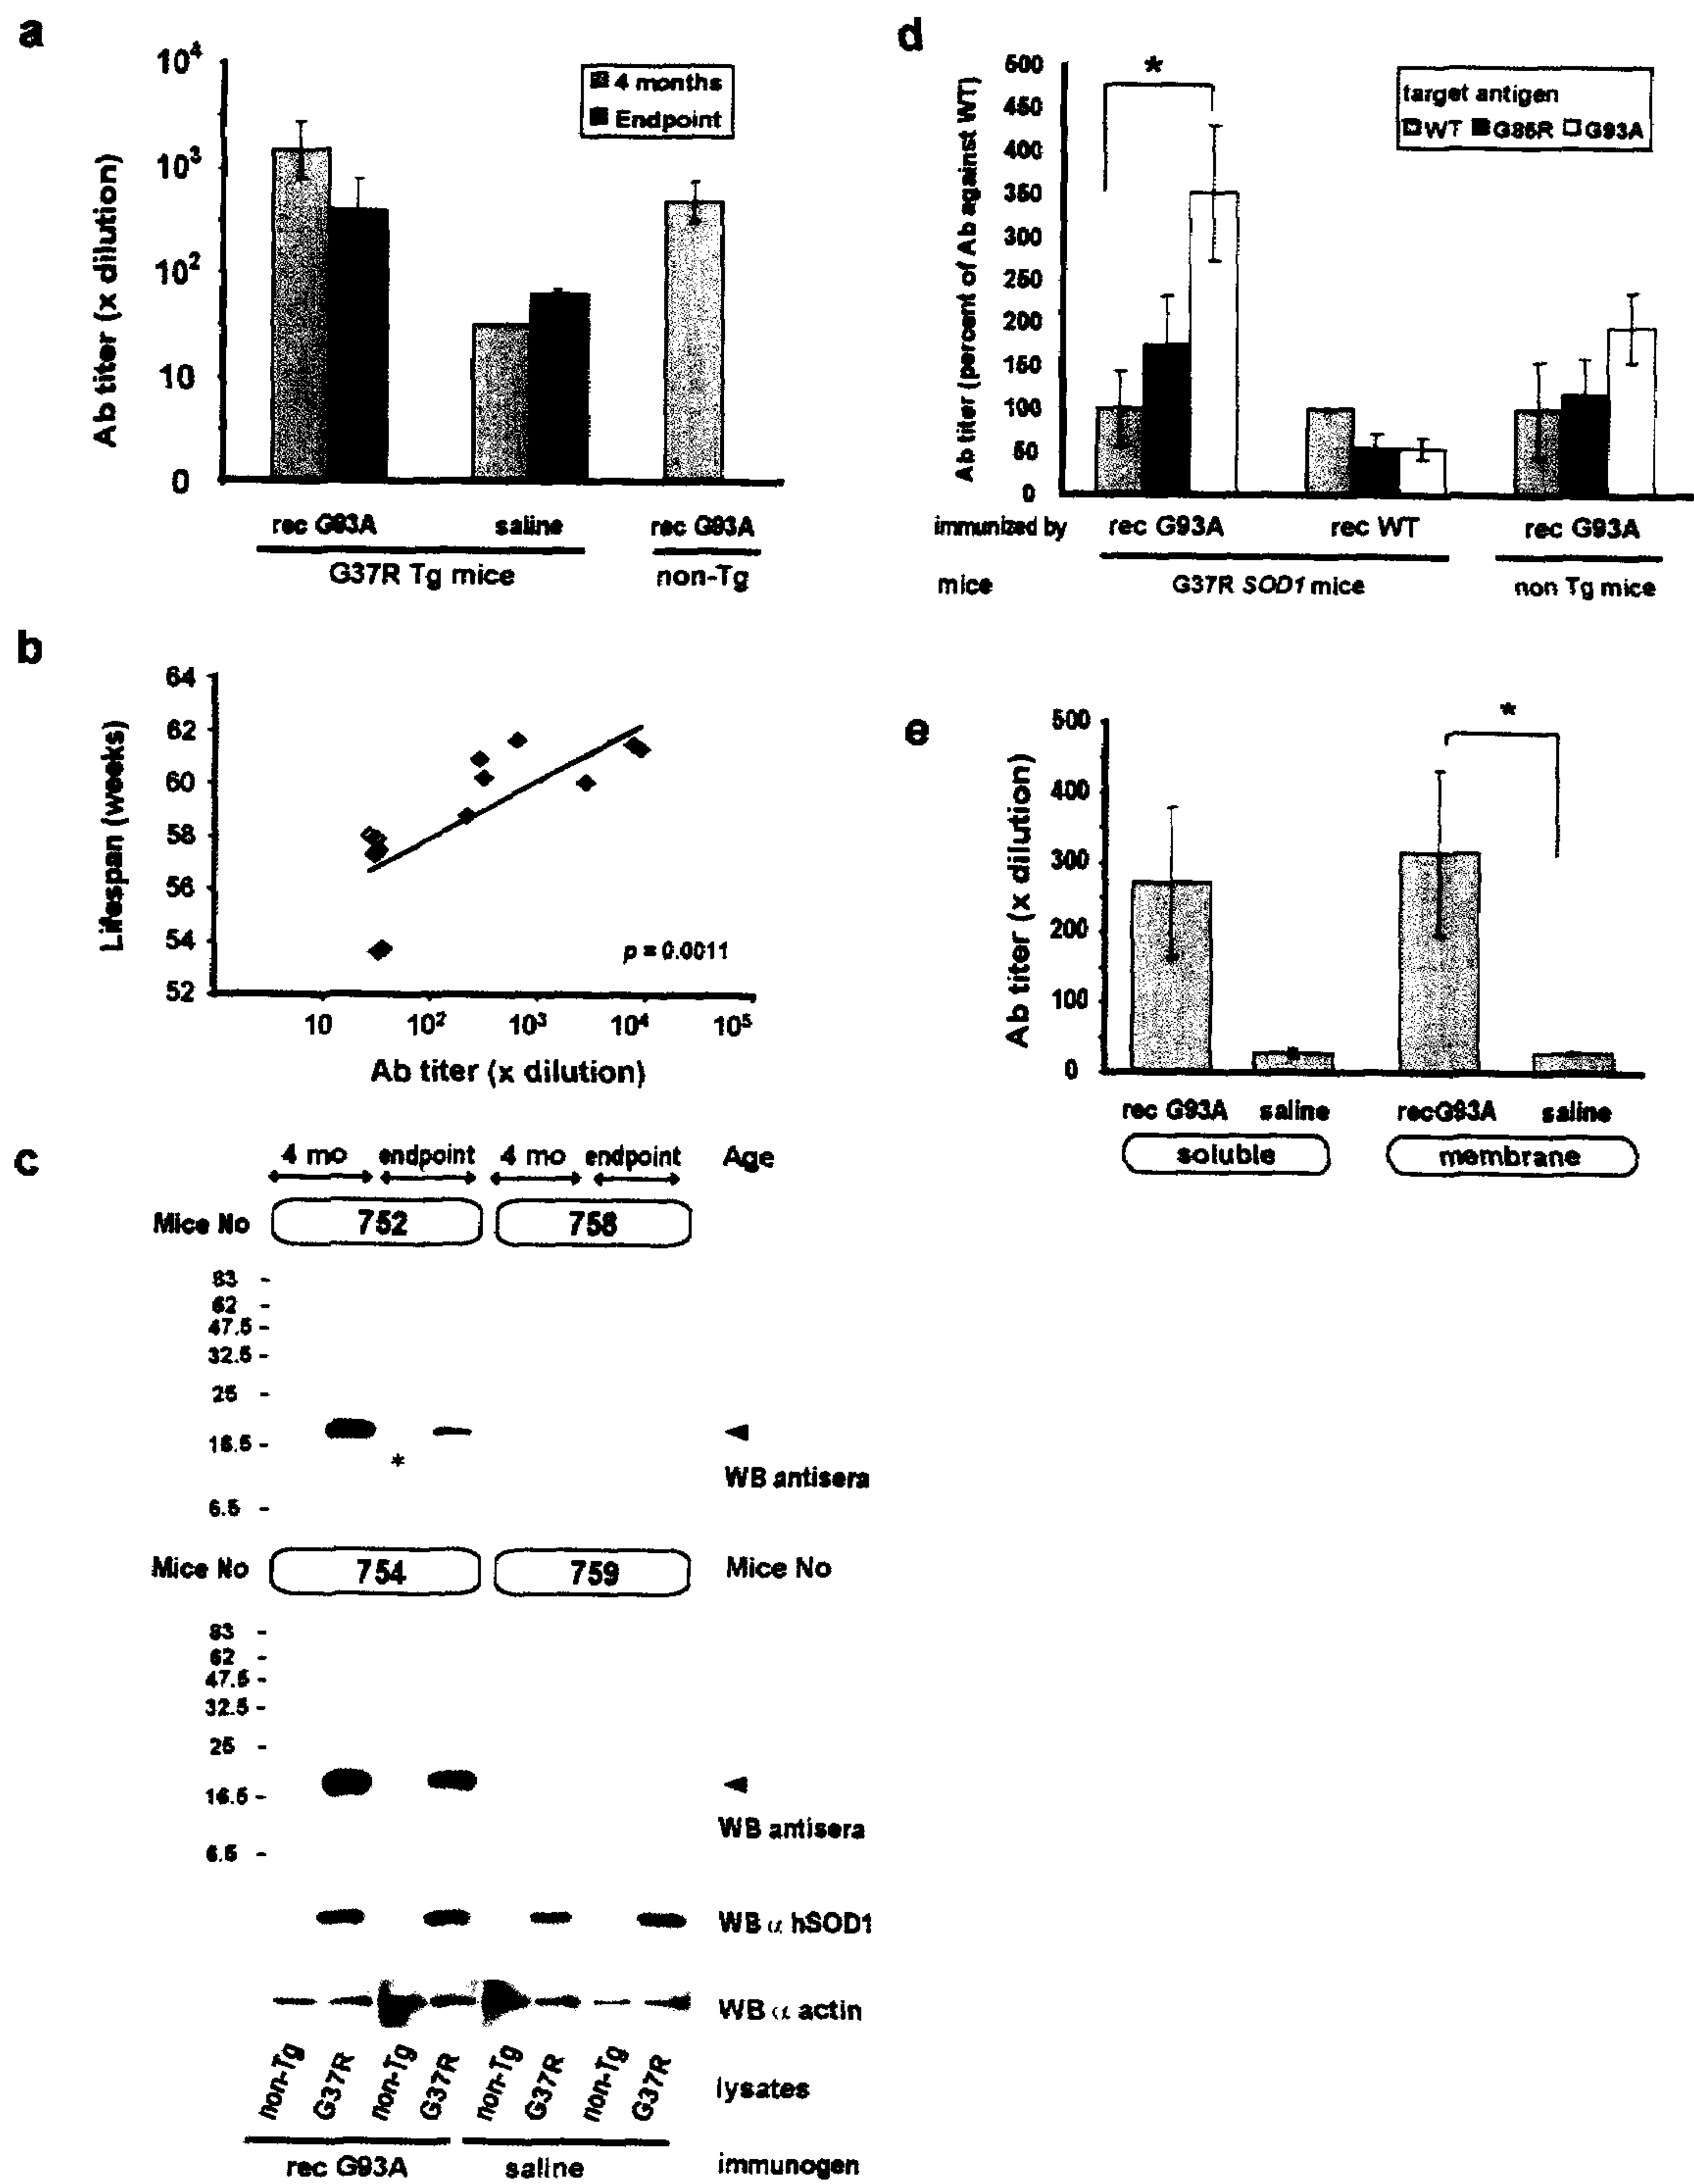 a
10⁴
10³
10²
10
0
Ab titer (x dilution)
4 months
Endpoint
rec G93A saline rec G93A
G37R Tg mice non-Tg
b
64
62
60
58
56
54
52
Lifespan (weeks)
p = 0.0011
10 10² 10³ 10⁴ 10⁵
Ab titer (x dilution)
c
4 mo endpoint 4 mo endpoint Age
Mice No 752 758
83 -
62 -
47.5 -
32.5 -
25 -
16.5 -
*
WB antisera
6.5 -
Mice No 754 759 Mice No
83 -
62 -
47.5 -
32.5 -
25 -
16.5 -
WB antisera
6.5 -
WB α hSOD1
WB α actin
non-Tg G37R non-Tg G37R non-Tg G37R non-Tg G37R lysates
rec G93A saline immunogen
d
500
450
400
350
300
250
200
150
100
50
0
Ab titer (percent of Ab against WT)
*
target antigen
WT G85R G93A
immunized by rec G93A rec WT rec G93A
mice G37R SOD1 mice non Tg mice
e
500
400
300
200
100
0
Ab titer (x dilution)
*
rec G93A saline recG93A saline
soluble membrane